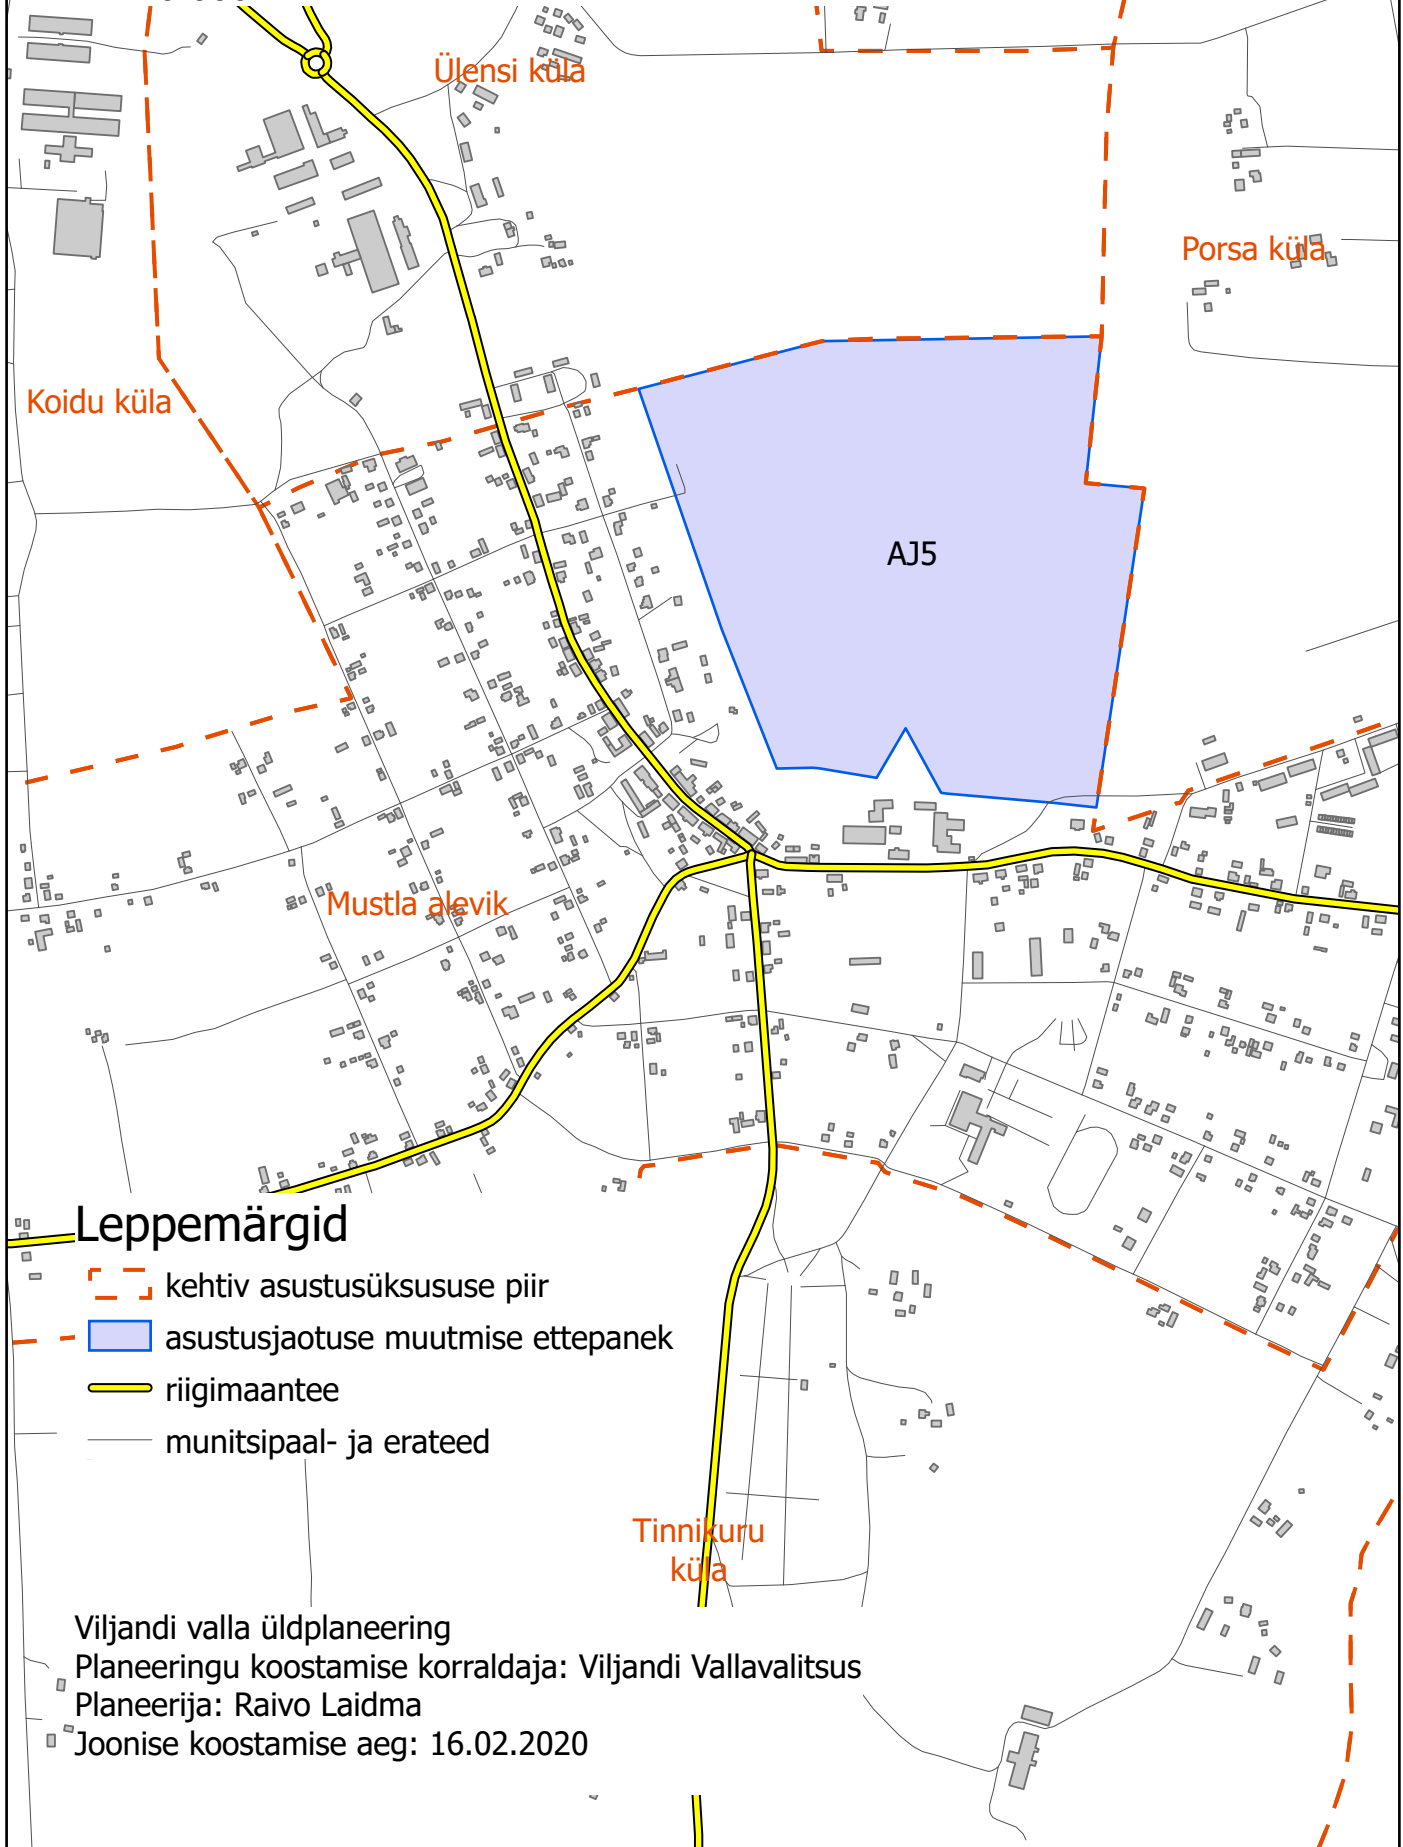 Ülensi küla
Porsa küla
Koidu küla
AJ5
Mustla alevik
Leppemärgid
kehtiv asustusüksususe piir
asustusjaotuse muutmise ettepanek
riigimaantee
munitsipaal- ja erateed
Tinnikuru
küla
Viljandi valla üldplaneering
Planeeringu koostamise korraldaja: Viljandi Vallavalitsus
Planeerija: Raivo Laidma
Joonise koostamise aeg: 16.02.2020